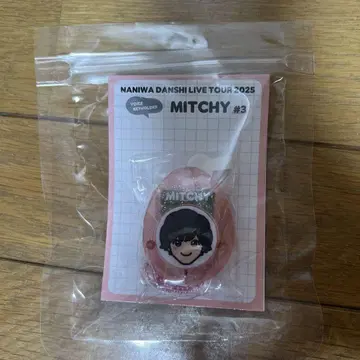 NANIWA DANSHI LIVE TOUR 2025
MITCHY #3
MITCHY